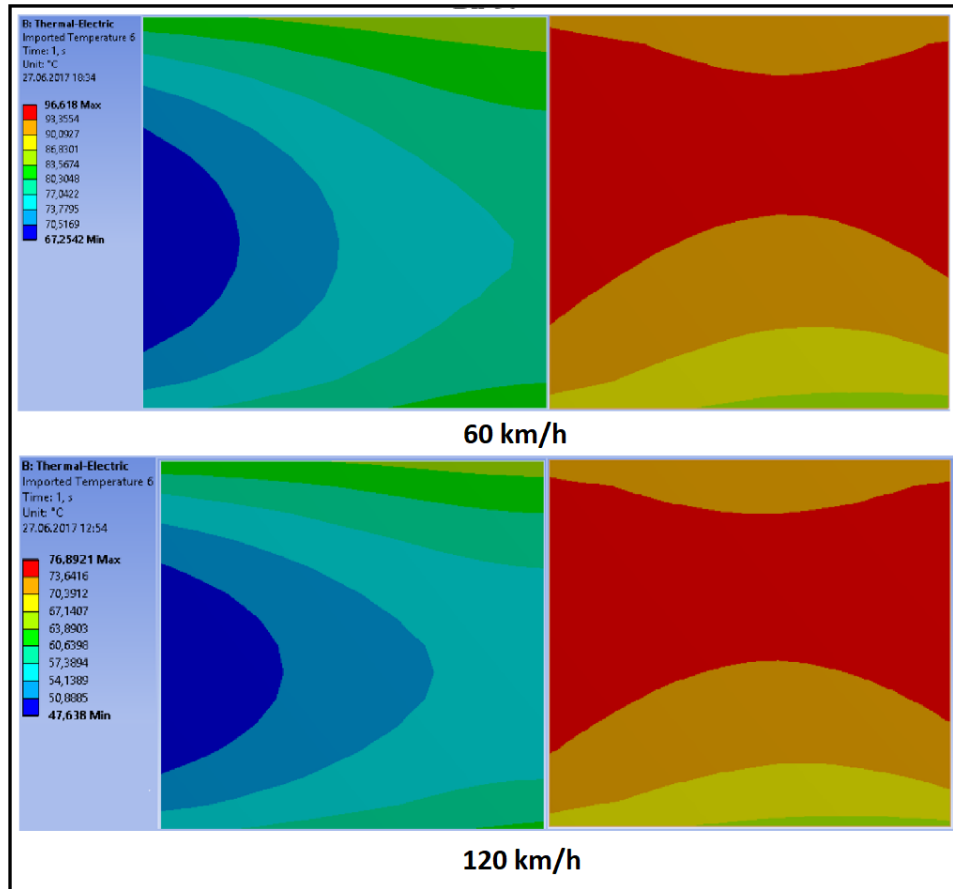 B: Thermal-Electric
Imported Temperature 6
Time: 1, s
Unit: °C
27.06.2017 18:34
96,618 Max
93,3554
90,0927
86,8301
83,5674
80,3048
77,0422
73,7795
70,5169
67,2542 Min
60 km/h
B: Thermal-Electric
Imported Temperature 6
Time: 1, s
Unit: °C
27.06.2017 12:54
76,8921 Max
73,6416
70,3912
67,1407
63,8903
60,6398
57,3894
54,1389
50,8885
47,638 Min
120 km/h